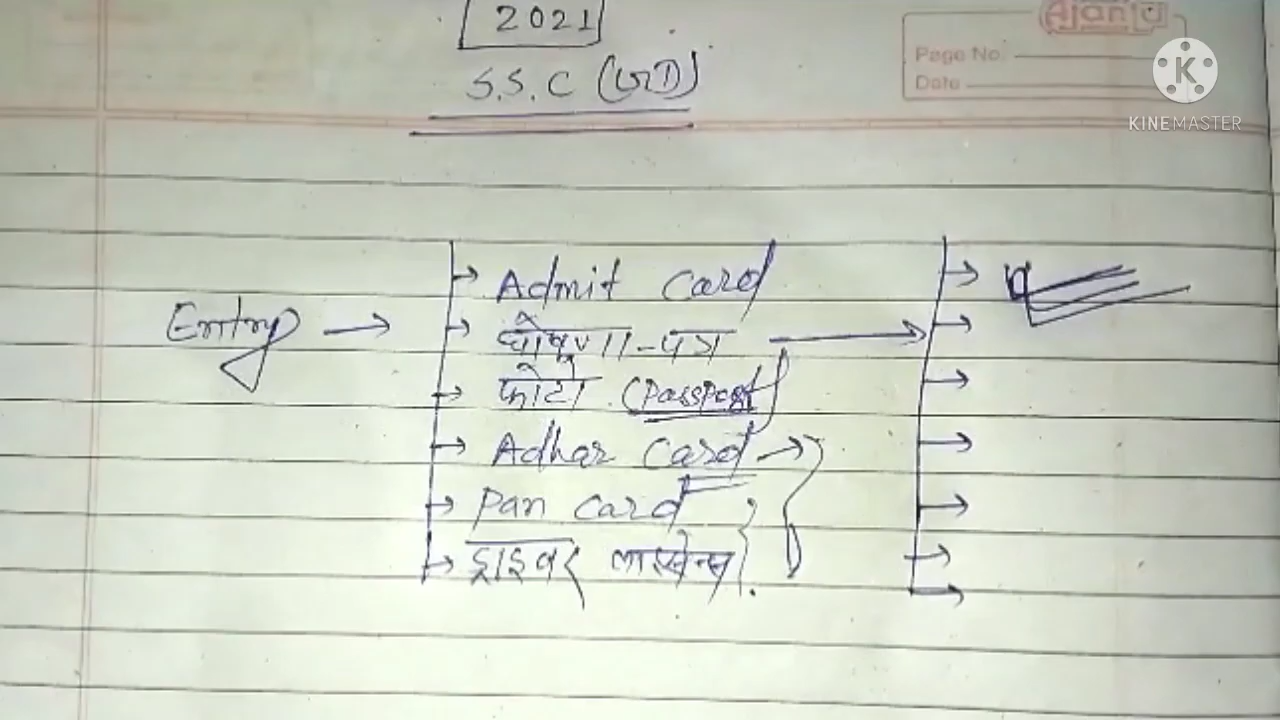 2021
S.S.C (GD)
Ajanta
Page No.
Date
K
KINEMASTER
Entry
Admit Card
घोषणा-पत्र
फोटो (Passport)
Adhar Card
Pan Card
ड्राइवर लाइसेन्स